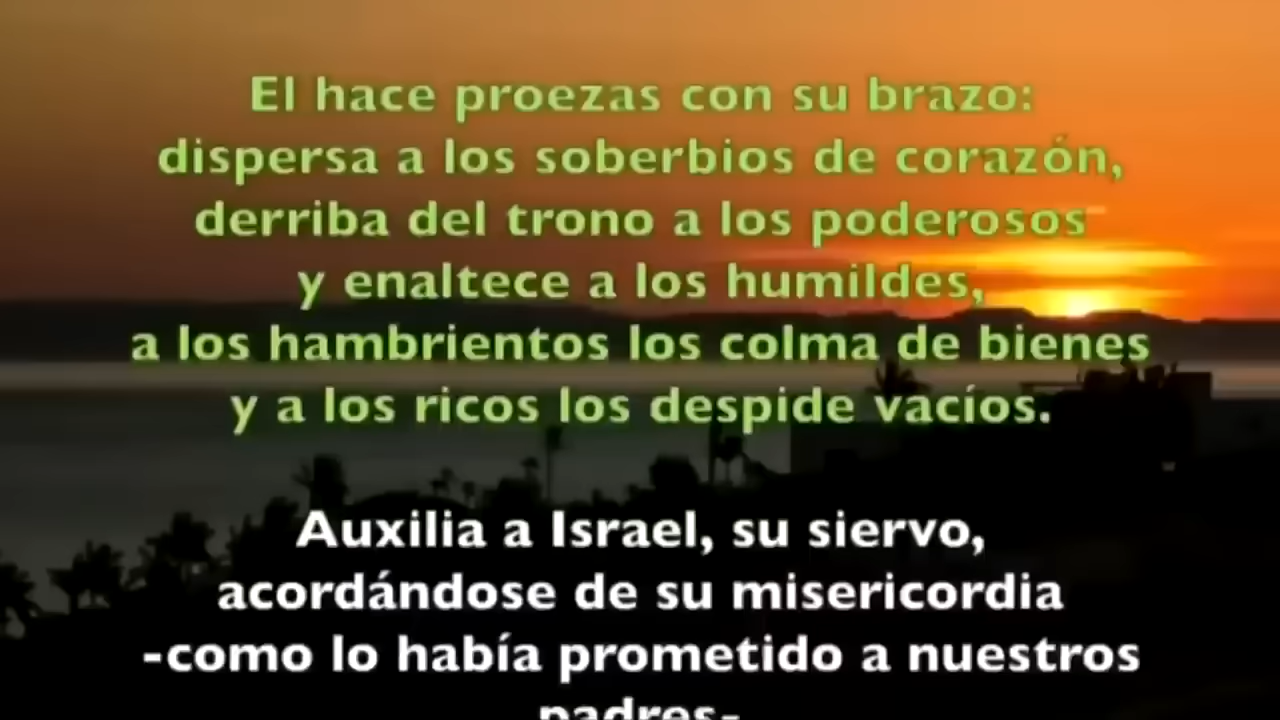 El hace proezas con su brazo:
dispersa a los soberbios de corazón,
derriba del trono a los poderosos
y enaltece a los humildes,
a los hambrientos los colma de bienes
y a los ricos los despide vacíos.
Auxilia a Israel, su siervo,
acordándose de su misericordia
-como lo había prometido a nuestros
padres-